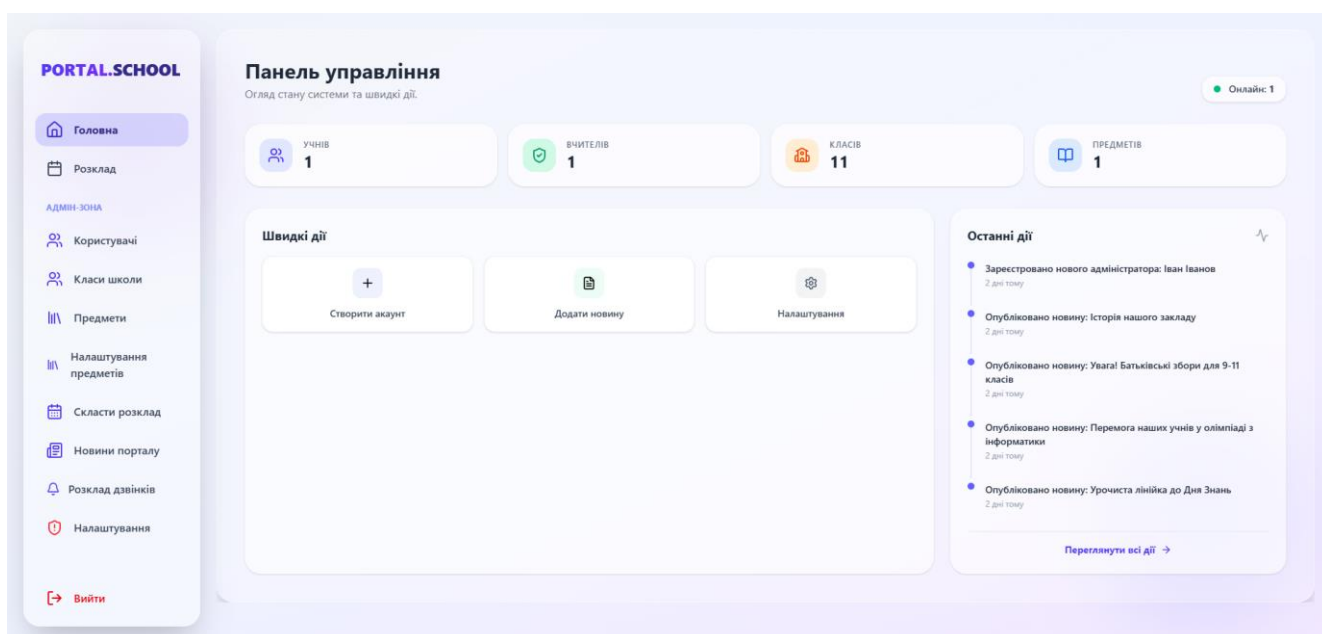 PORTAL.SCHOOL
Головна
Розклад
АДМІН-ЗОНА
Користувачі
Класи школи
Предмети
Налаштування
предметів
Скласти розклад
Новини порталу
Розклад дзвінків
Налаштування
Вийти
Панель управління
Огляд стану системи та швидкі дії.
Онлайн: 1
УЧНІВ
1
ВЧИТЕЛІВ
1
КЛАСІВ
11
ПРЕДМЕТІВ
1
Швидкі дії
Створити акаунт
Додати новину
Налаштування
Останні дії
Зареєстровано нового адміністратора: Іван Іванов
2 дні тому
Опубліковано новину: Історія нашого закладу
2 дні тому
Опубліковано новину: Увага! Батьківські збори для 9-11
класів
2 дні тому
Опубліковано новину: Перемога наших учнів у олімпіаді з
інформатики
2 дні тому
Опубліковано новину: Урочиста лінійка до Дня Знань
2 дні тому
Переглянути всі дії →